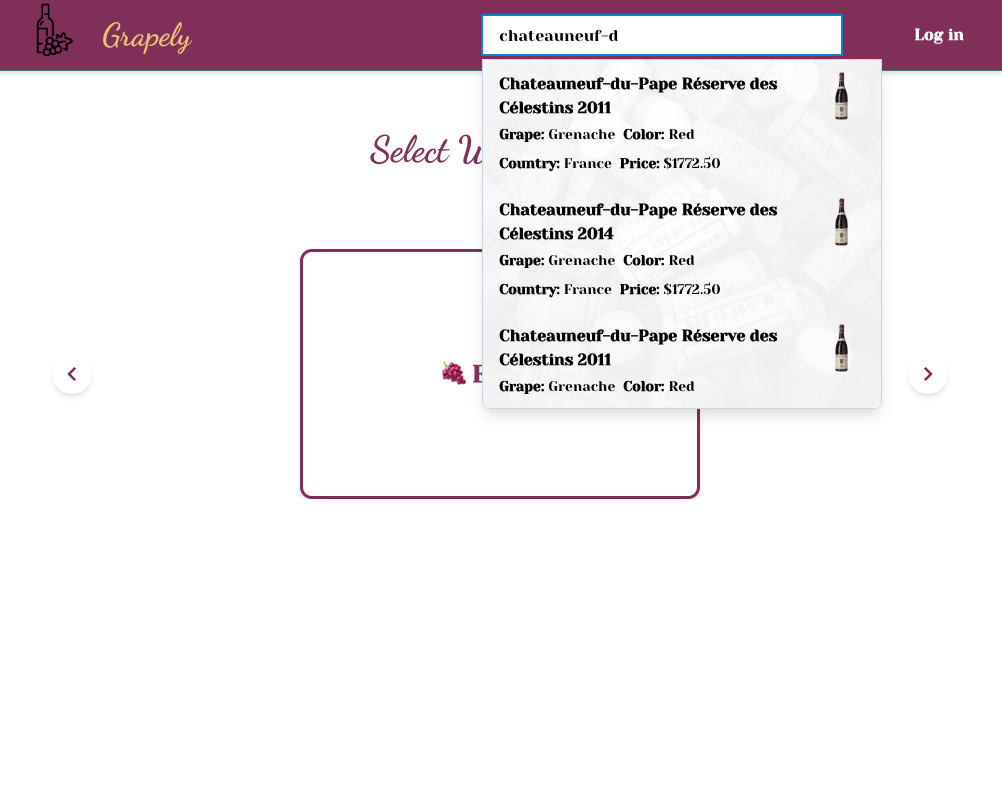 Grapely
chateauneuf-d
Log in
Chateauneuf-du-Pape Réserve des
Célestins 2011
Grape: Grenache Color: Red
Country: France Price: $1772.50
Chateauneuf-du-Pape Réserve des
Célestins 2014
Grape: Grenache Color: Red
Country: France Price: $1772.50
Chateauneuf-du-Pape Réserve des
Célestins 2011
Grape: Grenache Color: Red
Select